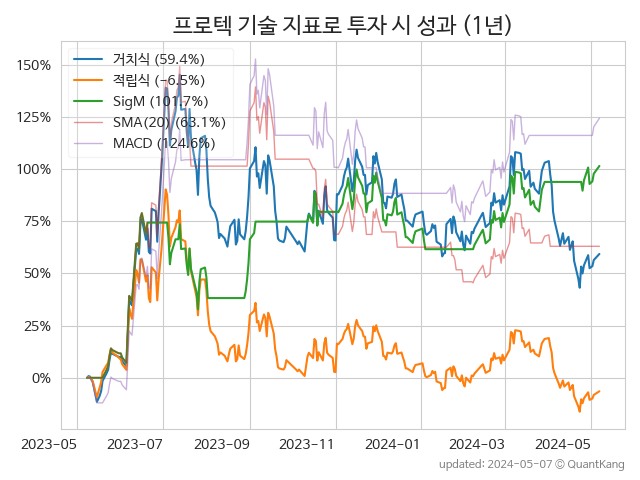 프로텍 기술 지표로 투자 시 성과 (1년)
150%
125%
100%
75%
50%
25%
0%
거치식 (59.4%)
적립식 (−6.5%)
SigM (101.7%)
SMA(20) (63.1%)
MACD (124.6%)
2023-05
2023-07
2023-09
2023-11
2024-01
2024-03
2024-05
updated: 2024-05-07 © QuantKang